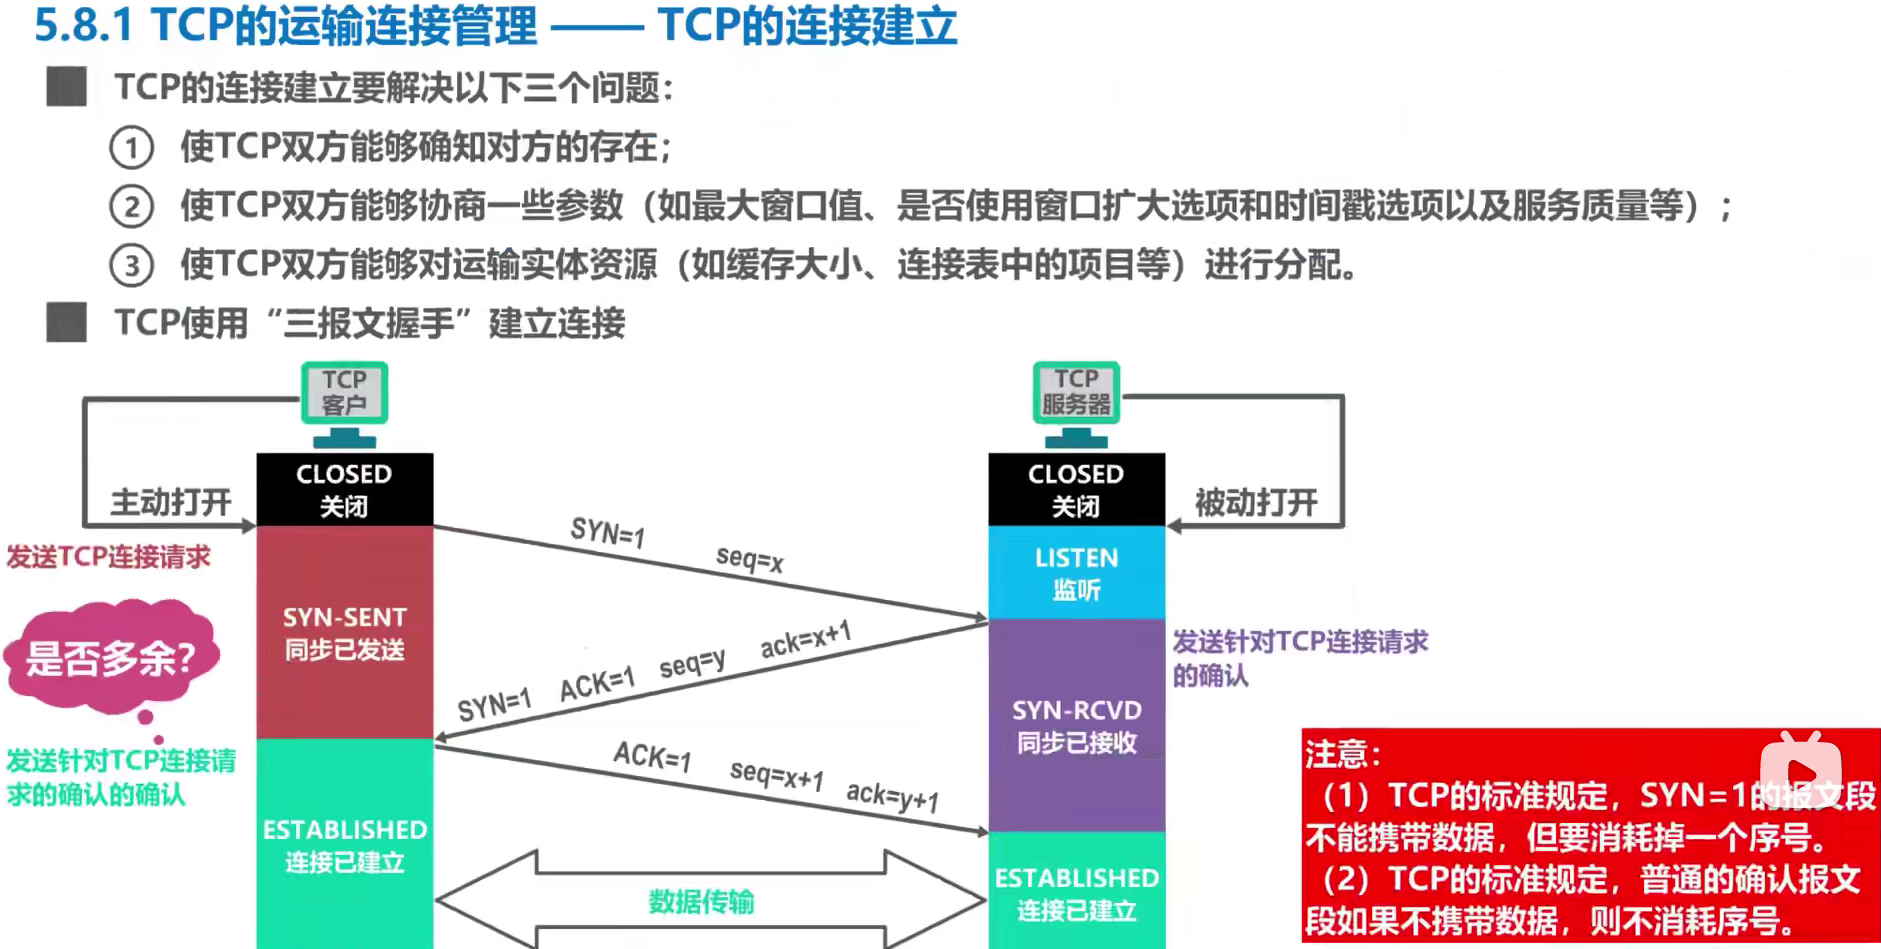 5.8.1 TCP的运输连接管理 —— TCP的连接建立
TCP的连接建立要解决以下三个问题：
① 使TCP双方能够确知对方的存在；
② 使TCP双方能够协商一些参数（如最大窗口值、是否使用窗口扩大选项和时间戳选项以及服务质量等）；
③ 使TCP双方能够对运输实体资源（如缓存大小、连接表中的项目等）进行分配。
TCP使用“三报文握手”建立连接
TCP
客户
TCP
服务器
CLOSED
关闭
CLOSED
关闭
主动打开
被动打开
发送TCP连接请求
SYN=1 seq=x
LISTEN
监听
SYN-SENT
同步已发送
是否多余?
SYN=1 ACK=1 seq=y ack=x+1
发送针对TCP连接请求
的确认
SYN-RCVD
同步已接收
发送针对TCP连接请
求的确认的确认
ACK=1 seq=x+1 ack=y+1
ESTABLISHED
连接已建立
数据传输
ESTABLISHED
连接已建立
注意：
（1）TCP的标准规定，SYN=1的报文段
不能携带数据，但要消耗掉一个序号。
（2）TCP的标准规定，普通的确认报文
段如果不携带数据，则不消耗序号。